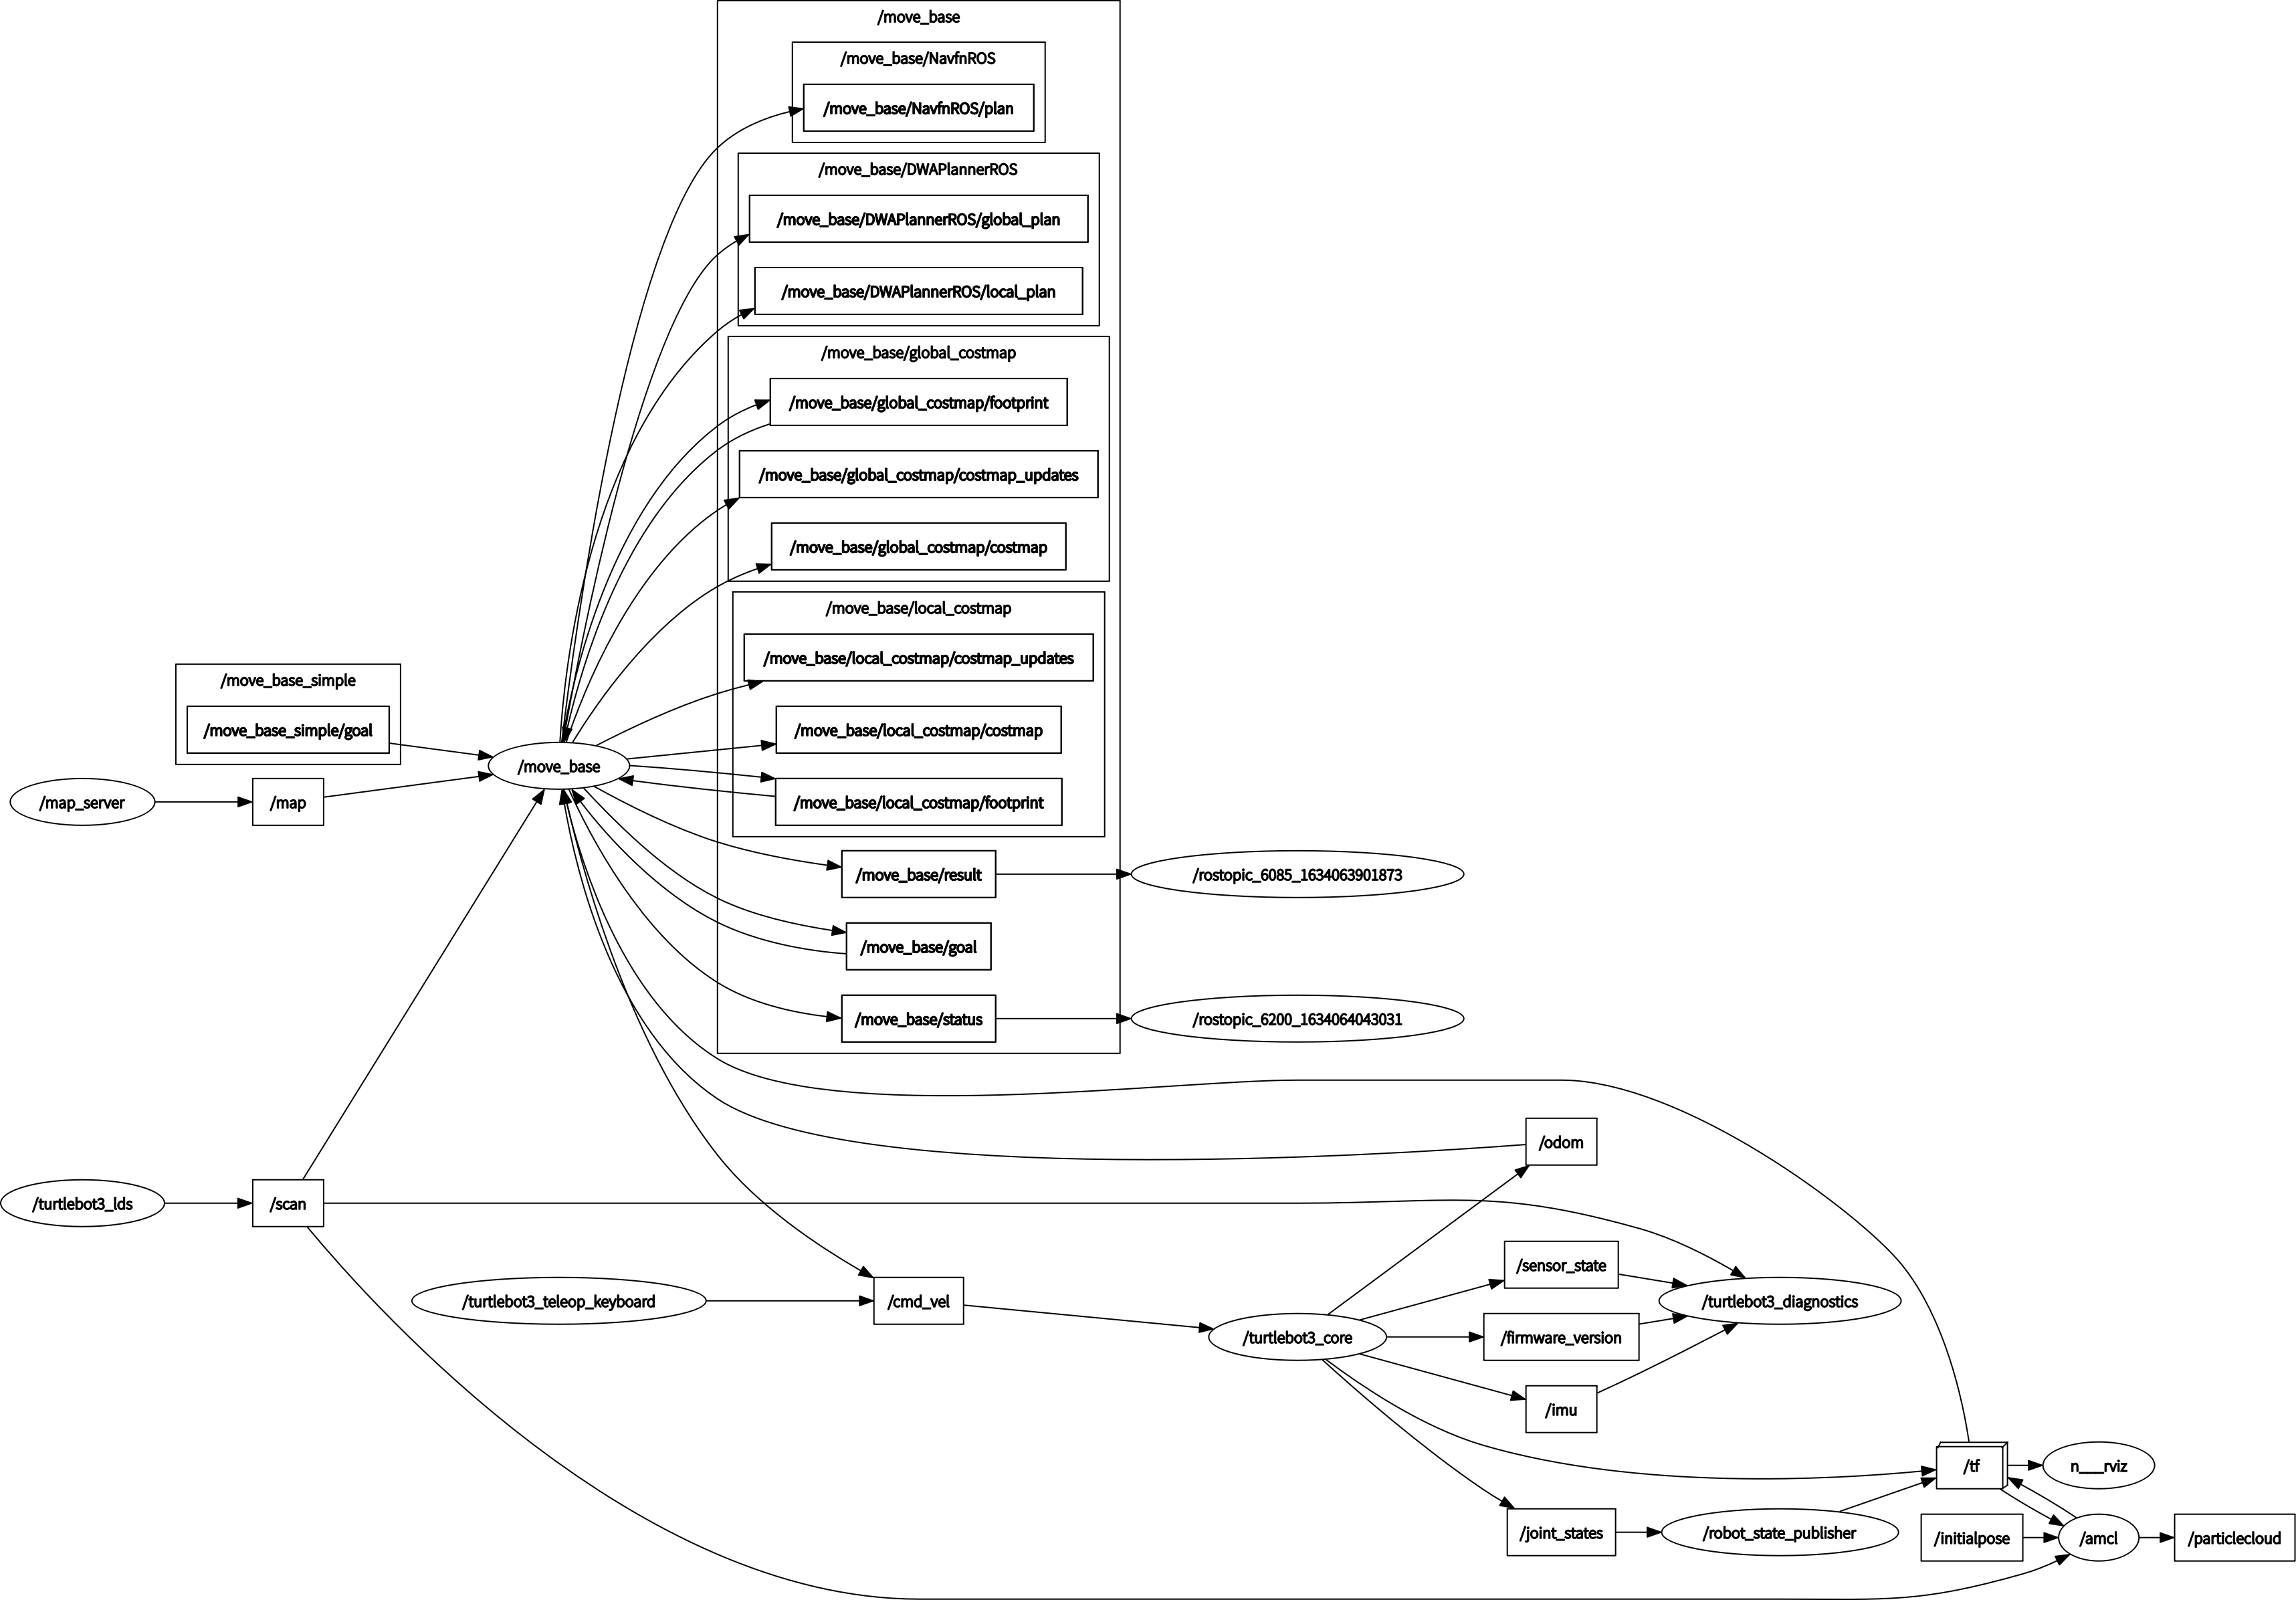 /move_base
/move_base/NavfnROS
/move_base/NavfnROS/plan
/move_base/DWAPlannerROS
/move_base/DWAPlannerROS/global_plan
/move_base/DWAPlannerROS/local_plan
/move_base/global_costmap
/move_base/global_costmap/footprint
/move_base/global_costmap/costmap_updates
/move_base/global_costmap/costmap
/move_base/local_costmap
/move_base/local_costmap/costmap_updates
/move_base_simple
/move_base_simple/goal
/move_base/local_costmap/costmap
/move_base
/map_server
/map
/move_base/local_costmap/footprint
/move_base/result
/rostopic_6085_1634063901873
/move_base/goal
/move_base/status
/rostopic_6200_1634064043031
/odom
/turtlebot3_lds
/scan
/sensor_state
/turtlebot3_teleop_keyboard
/cmd_vel
/turtlebot3_diagnostics
/turtlebot3_core
/firmware_version
/imu
/tf
n___rviz
/joint_states
/robot_state_publisher
/initialpose
/amcl
/particlecloud